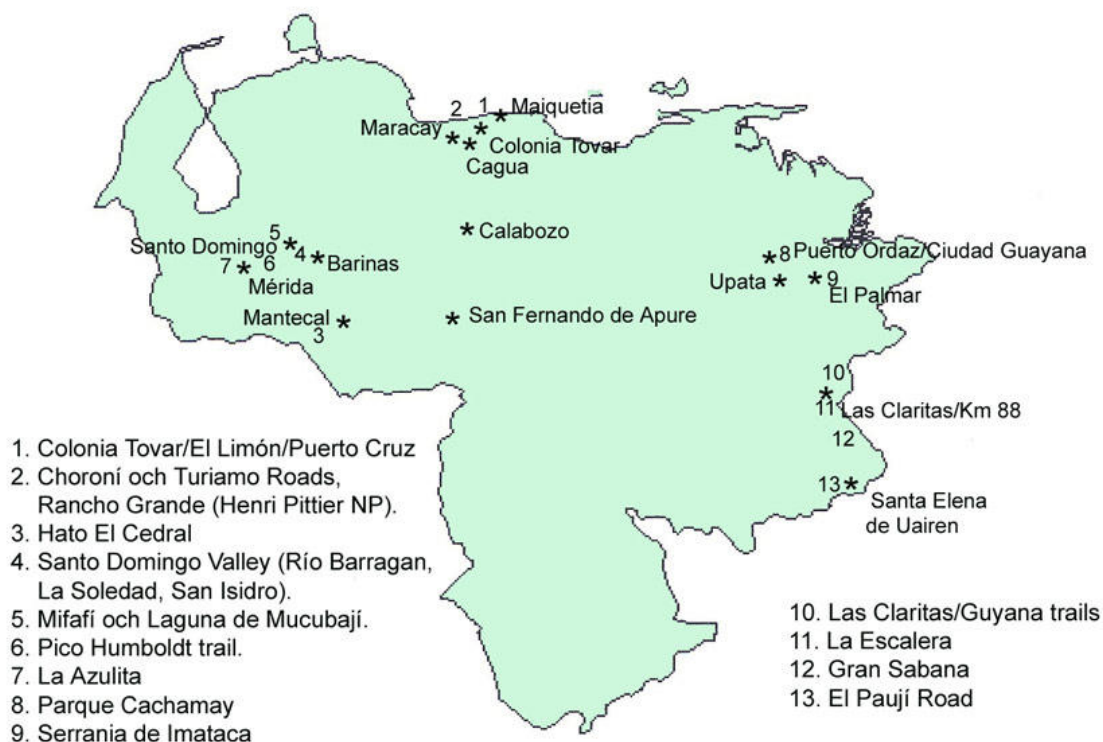 2
1
Maiquetía
Maracay
Colonia Tovar
Cagua
Calabozo
5
Santo Domingo
4
Barinas
7
6
Mérida
Mantecal
3
San Fernando de Apure
8
Puerto Ordaz/Ciudad Guayana
Upata
9
El Palmar
10
11
Las Claritas/Km 88
12
13
Santa Elena
de Uairen
1. Colonia Tovar/El Limón/Puerto Cruz
2. Choroní och Turiamo Roads,
Rancho Grande (Henri Pittier NP).
3. Hato El Cedral
4. Santo Domingo Valley (Río Barragan,
La Soledad, San Isidro).
5. Mifafí och Laguna de Mucubají.
6. Pico Humboldt trail.
7. La Azulita
8. Parque Cachamay
9. Serrania de Imataca
10. Las Claritas/Guyana trails
11. La Escalera
12. Gran Sabana
13. El Paují Road